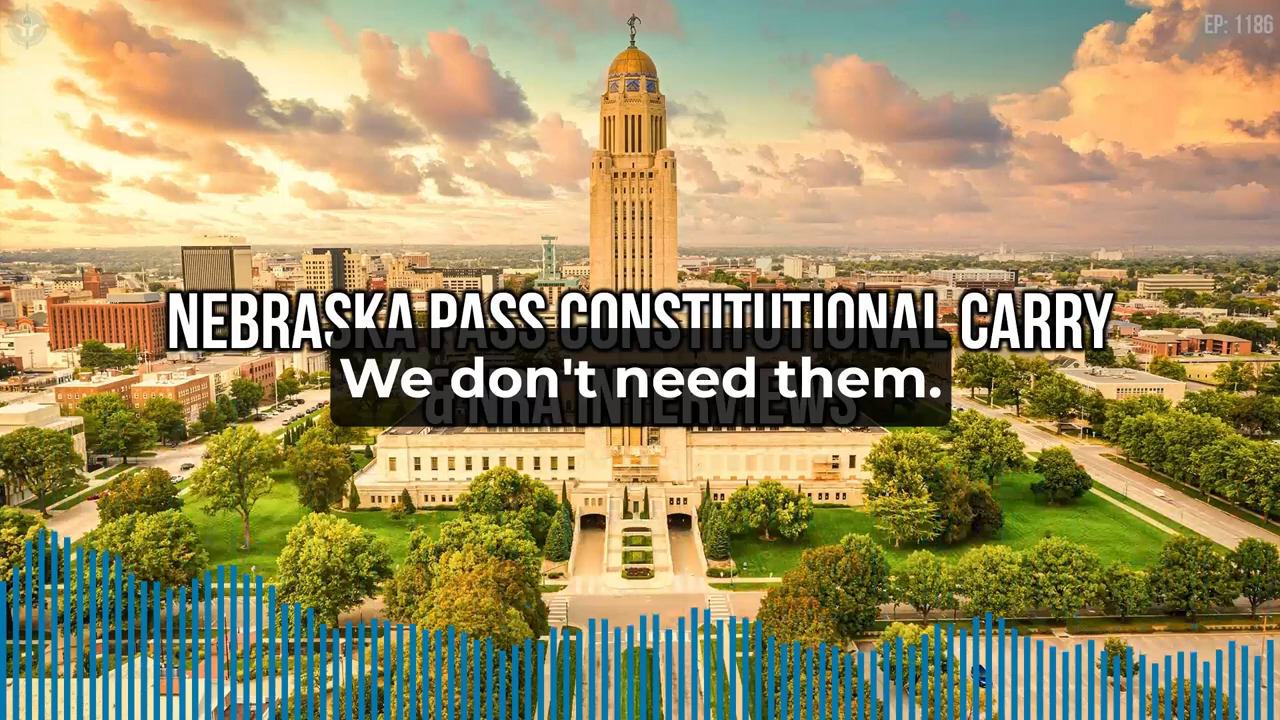 EP: 1186
NEBRASKA PASS CONSTITUTIONAL CARRY
We don't need them.
& NRA INTERVIEWS